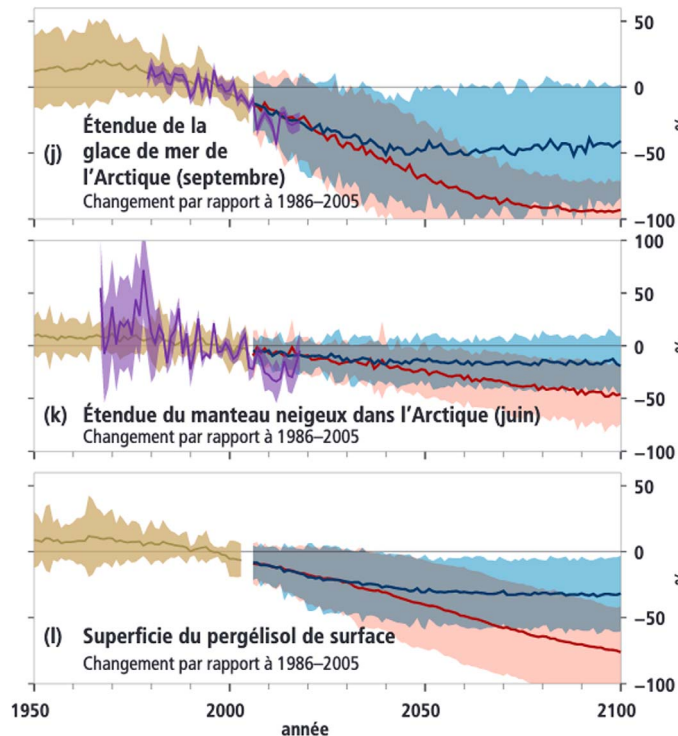 50
0
−50
−100
%
(j) Étendue de la
glace de mer de
l’Arctique (septembre)
Changement par rapport à 1986–2005
100
50
0
−50
−100
%
(k) Étendue du manteau neigeux dans l’Arctique (juin)
Changement par rapport à 1986–2005
50
0
−50
−100
%
(l) Superficie du pergélisol de surface
Changement par rapport à 1986–2005
1950 2000 2050 2100
année